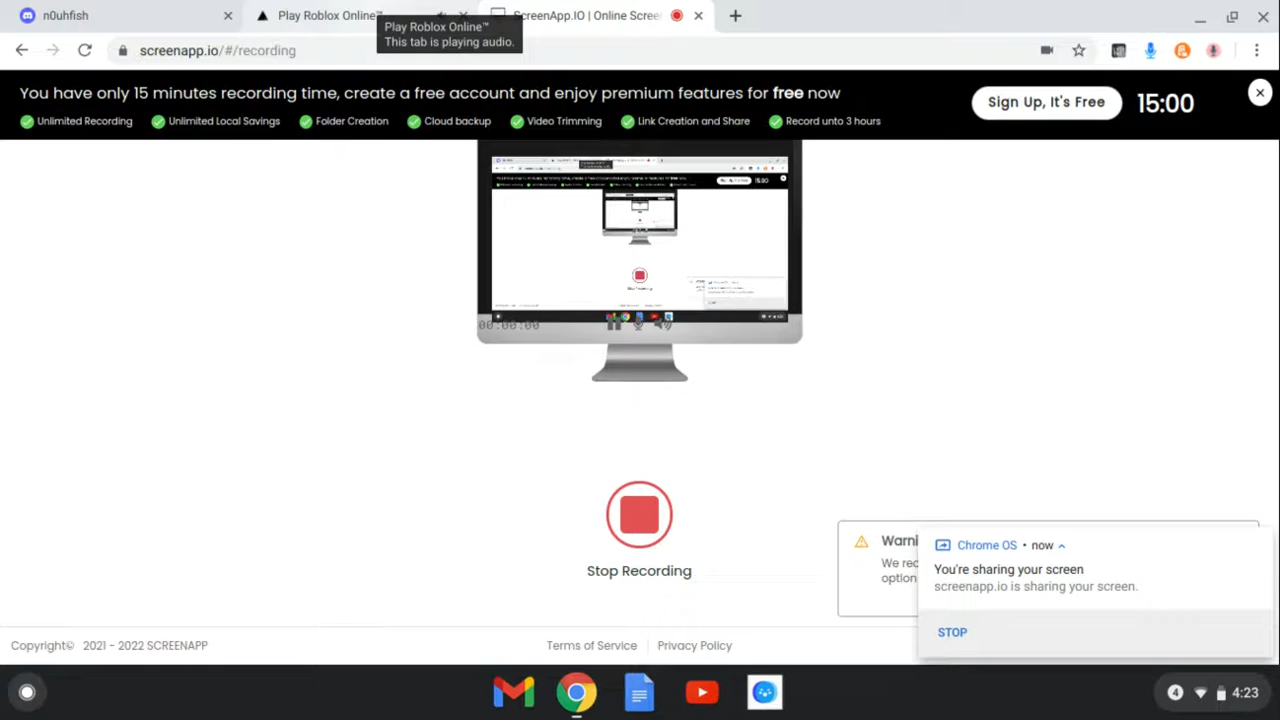 n0uhfish
Play Roblox Online™
ScreenApp.IO | Online Scree
Play Roblox Online™
This tab is playing audio.
screenapp.io/#/recording
You have only 15 minutes recording time, create a free account and enjoy premium features for free now
Sign Up, It's Free
15:00
Unlimited Recording
Unlimited Local Savings
Folder Creation
Cloud backup
Video Trimming
Link Creation and Share
Record unto 3 hours
00:00:00
Stop Recording
Warni
We rec
option
Chrome OS • now
You're sharing your screen
screenapp.io is sharing your screen.
STOP
Copyright© 2021 - 2022 SCREENAPP
Terms of Service
Privacy Policy
4
4:23